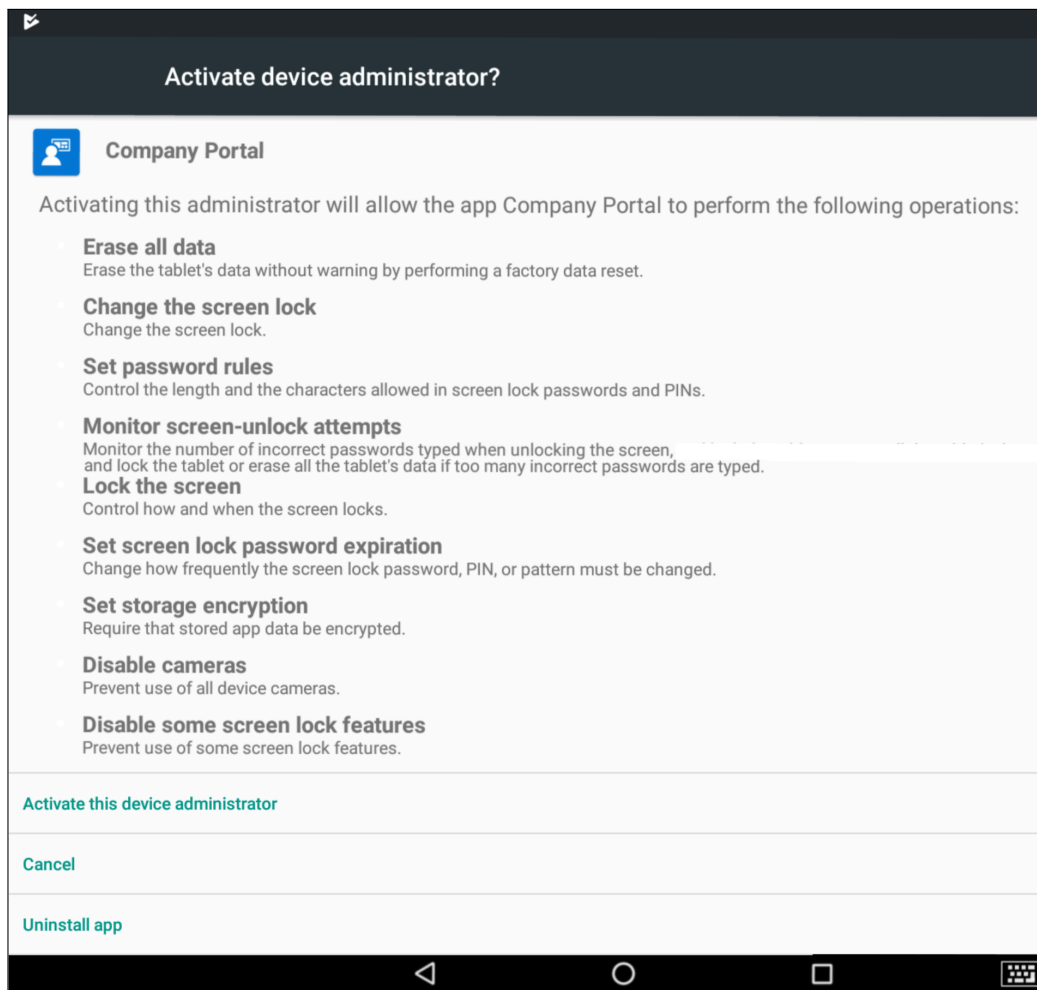 Activate device administrator?
Company Portal
Activating this administrator will allow the app Company Portal to perform the following operations:
Erase all data
Erase the tablet's data without warning by performing a factory data reset.
Change the screen lock
Change the screen lock.
Set password rules
Control the length and the characters allowed in screen lock passwords and PINs.
Monitor screen-unlock attempts
Monitor the number of incorrect passwords typed when unlocking the screen,
and lock the tablet or erase all the tablet's data if too many incorrect passwords are typed.
Lock the screen
Control how and when the screen locks.
Set screen lock password expiration
Change how frequently the screen lock password, PIN, or pattern must be changed.
Set storage encryption
Require that stored app data be encrypted.
Disable cameras
Prevent use of all device cameras.
Disable some screen lock features
Prevent use of some screen lock features.
Activate this device administrator
Cancel
Uninstall app